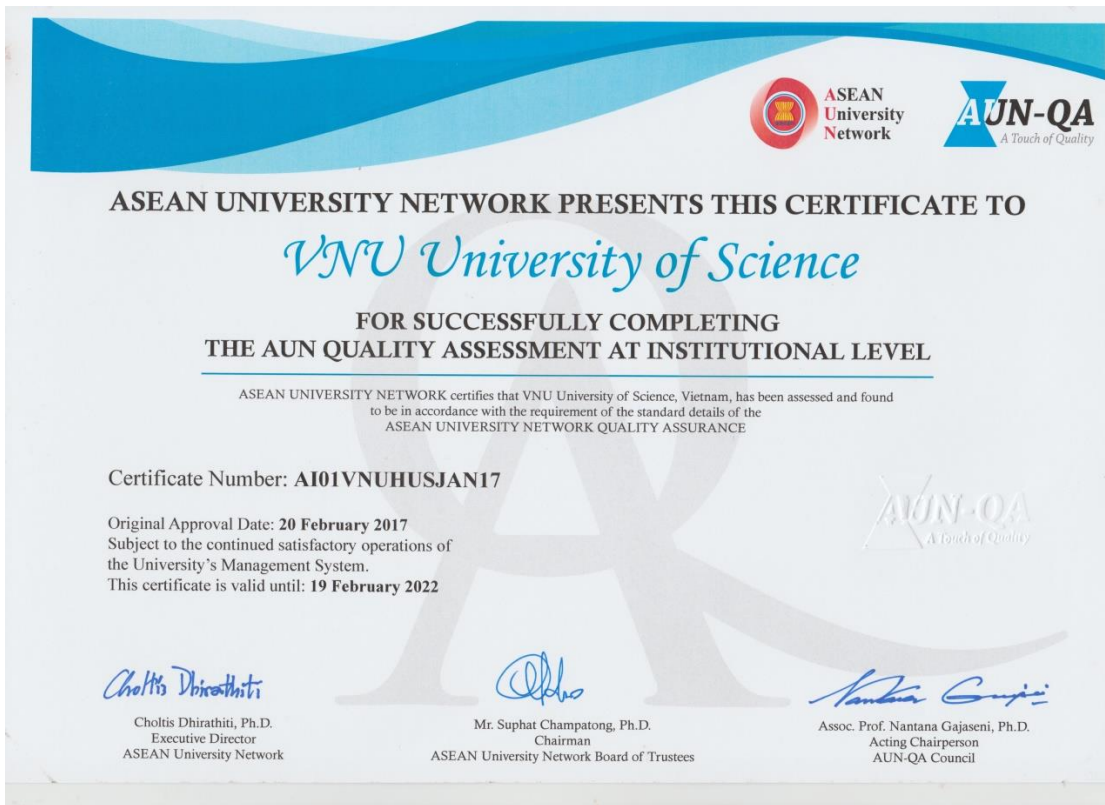 ASEAN
University
Network
AUN-QA
A Touch of Quality
ASEAN UNIVERSITY NETWORK PRESENTS THIS CERTIFICATE TO
VNU University of Science
FOR SUCCESSFULLY COMPLETING
THE AUN QUALITY ASSESSMENT AT INSTITUTIONAL LEVEL
ASEAN UNIVERSITY NETWORK certifies that VNU University of Science, Vietnam, has been assessed and found
to be in accordance with the requirement of the standard details of the
ASEAN UNIVERSITY NETWORK QUALITY ASSURANCE
Certificate Number: AI01VNUHUSJAN17
AUN-QA
A Touch of Quality
Original Approval Date: 20 February 2017
Subject to the continued satisfactory operations of
the University's Management System.
This certificate is valid until: 19 February 2022
Choltis Dhirathiti
Choltis Dhirathiti, Ph.D.
Executive Director
ASEAN University Network
Mr. Suphat Champatong, Ph.D.
Chairman
ASEAN University Network Board of Trustees
Assoc. Prof. Nantana Gajaseni, Ph.D.
Acting Chairperson
AUN-QA Council